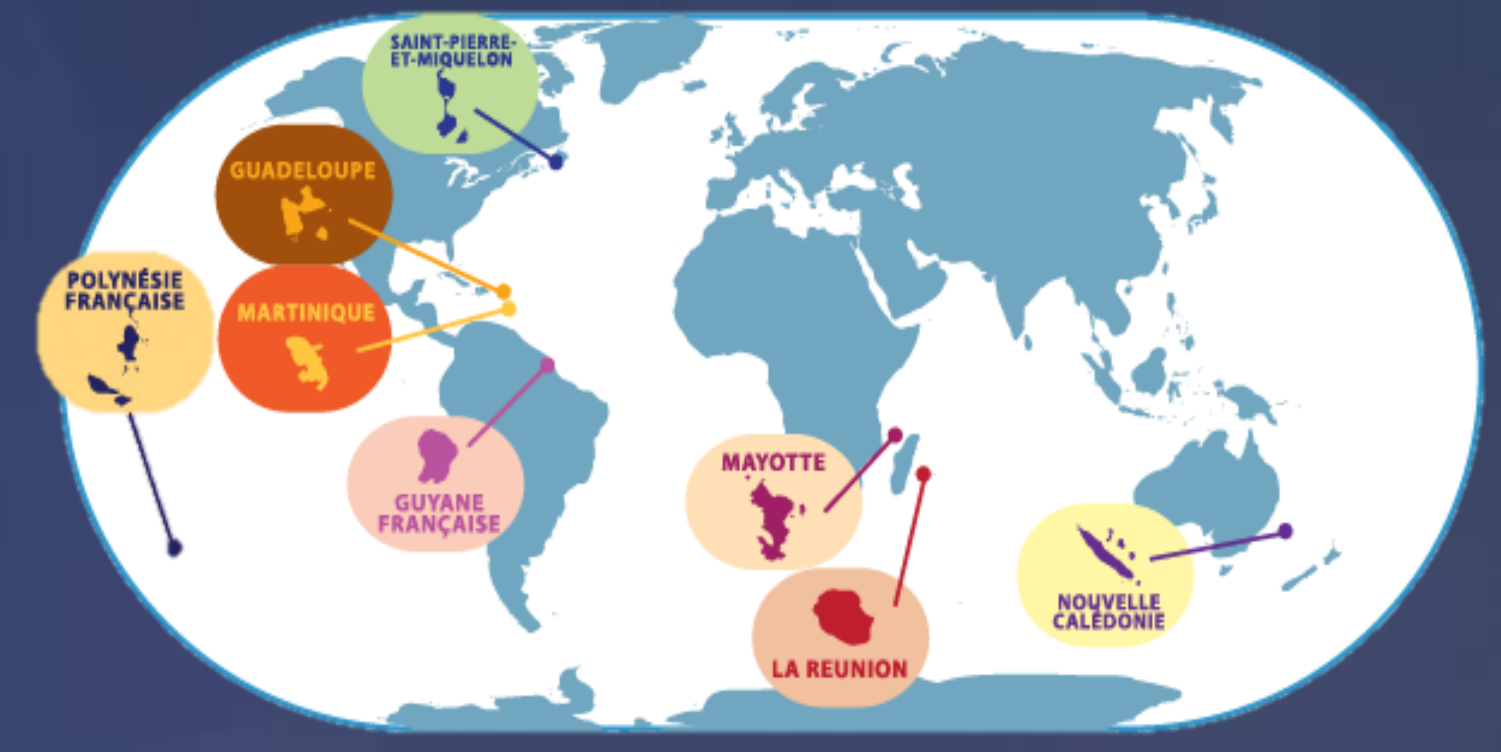 SAINT-PIERRE-
ET-MIQUELON
GUADELOUPE
POLYNÉSIE
FRANÇAISE
MARTINIQUE
GUYANE
FRANÇAISE
MAYOTTE
LA REUNION
NOUVELLE
CALÉDONIE